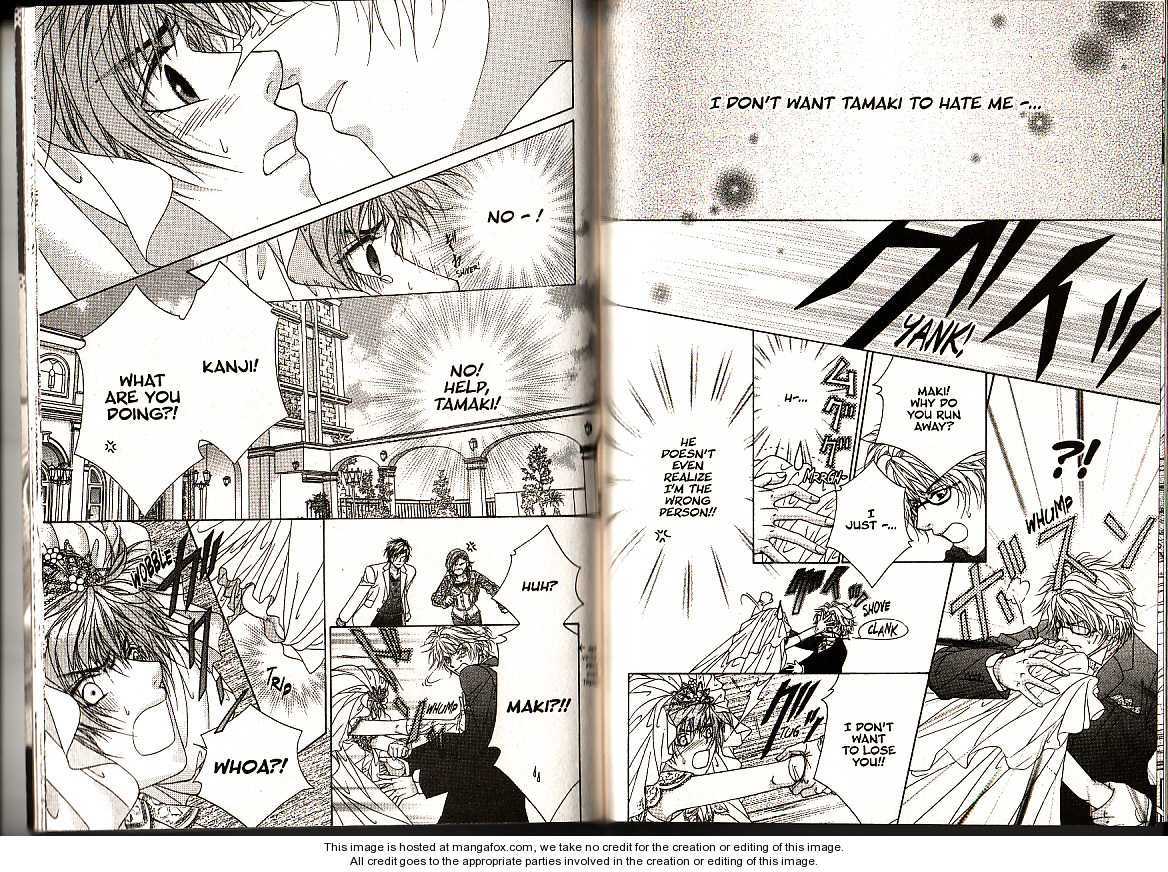 I DON'T WANT TAMAKI TO HATE ME -...
グイッ
YANK!
?!
WHUMP
MAKI!
WHY DO
YOU RUN
AWAY?
I
JUST -...
H-...
MRRGH-
HE
DOESN'T
EVEN
REALIZE
I'M THE
WRONG
PERSON!!
SHOVE
CLANK
I DON'T
WANT
TO LOSE
YOU!!
TUG
NO - !
SHIVER
NO!
HELP,
TAMAKI!
KANJI!
WHAT
ARE YOU
DOING?!
HUH?
MAKI?!!
WHUMP
WOBBLE
TRIP
WHOA?!
This image is hosted at mangafox.com, we take no credit for the creation or editing of this image.
All credit goes to the appropriate parties involved in the creation or editing of this image.